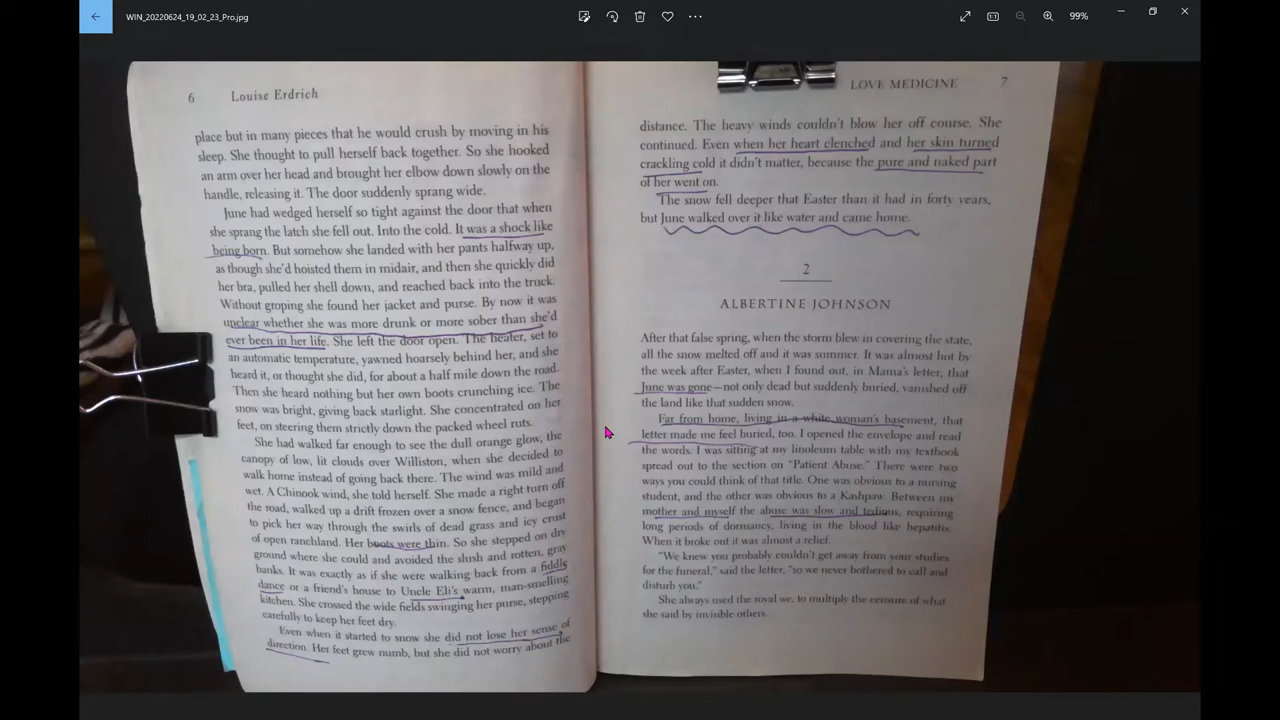 WIN_20220624_19_02_23_Pro.jpg
99%
6 Louise Erdrich
place but in many pieces that he would crush by moving in his
sleep. She thought to pull herself back together. So she hooked
an arm over her head and brought her elbow down slowly on the
handle, releasing it. The door suddenly sprang wide.
June had wedged herself so tight against the door that when
she sprang the latch she fell out. Into the cold. It was a shock like
being born. But somehow she landed with her pants halfway up,
as though she'd hoisted them in midair, and then she quickly did
her bra, pulled her shell down, and reached back into the truck.
Without groping she found her jacket and purse. By now it was
unclear whether she was more drunk or more sober than she'd
ever been in her life. She left the door open. The heater, set to
an automatic temperature, yawned hoarsely behind her, and she
heard it, or thought she did, for about a half mile down the road.
Then she heard nothing but her own boots crunching ice. The
snow was bright, giving back starlight. She concentrated on her
feet, on steering them strictly down the packed wheel ruts.
She had walked far enough to see the dull orange glow, the
canopy of low, lit clouds over Williston, when she decided to
walk home instead of going back there. The wind was mild and
wet. A Chinook wind, she told herself. She made a right turn off
the road, walked up a drift frozen over a snow fence, and began
to pick her way through the swirls of dead grass and icy crust
of open ranchland. Her boots were thin. So she stepped on dry
ground where she could and avoided the slush and rotten, gray
banks. It was exactly as if she were walking back from a fiddle
dance or a friend's house to Uncle Eli's warm, man-smelling
kitchen. She crossed the wide fields swinging her purse, stepping
carefully to keep her feet dry.
Even when it started to snow she did not lose her sense of
direction. Her feet grew numb, but she did not worry about the
LOVE MEDICINE 7
distance. The heavy winds couldn't blow her off course. She
continued. Even when her heart clenched and her skin turned
crackling cold it didn't matter, because the pure and naked part
of her went on.
The snow fell deeper that Easter than it had in forty years,
but June walked over it like water and came home.
2
ALBERTINE JOHNSON
After that false spring, when the storm blew in covering the state,
all the snow melted off and it was summer. It was almost hot by
the week after Easter, when I found out, in Mama's letter, that
June was gone—not only dead but suddenly buried, vanished off
the land like that sudden snow.
Far from home, living in a white woman's basement, that
letter made me feel buried, too. I opened the envelope and read
the words. I was sitting at my linoleum table with my textbook
spread out to the section on "Patient Abuse." There were two
ways you could think of that title. One was obvious to a nursing
student, and the other was obvious to a Kashpaw. Between my
mother and myself the abuse was slow and tedious, requiring
long periods of dormancy, living in the blood like hepatitis.
When it broke out it was almost a relief.
"We knew you probably couldn't get away from your studies
for the funeral," said the letter, "so we never bothered to call and
disturb you."
She always used the royal we, to multiply the censure of what
she said by invisible others.